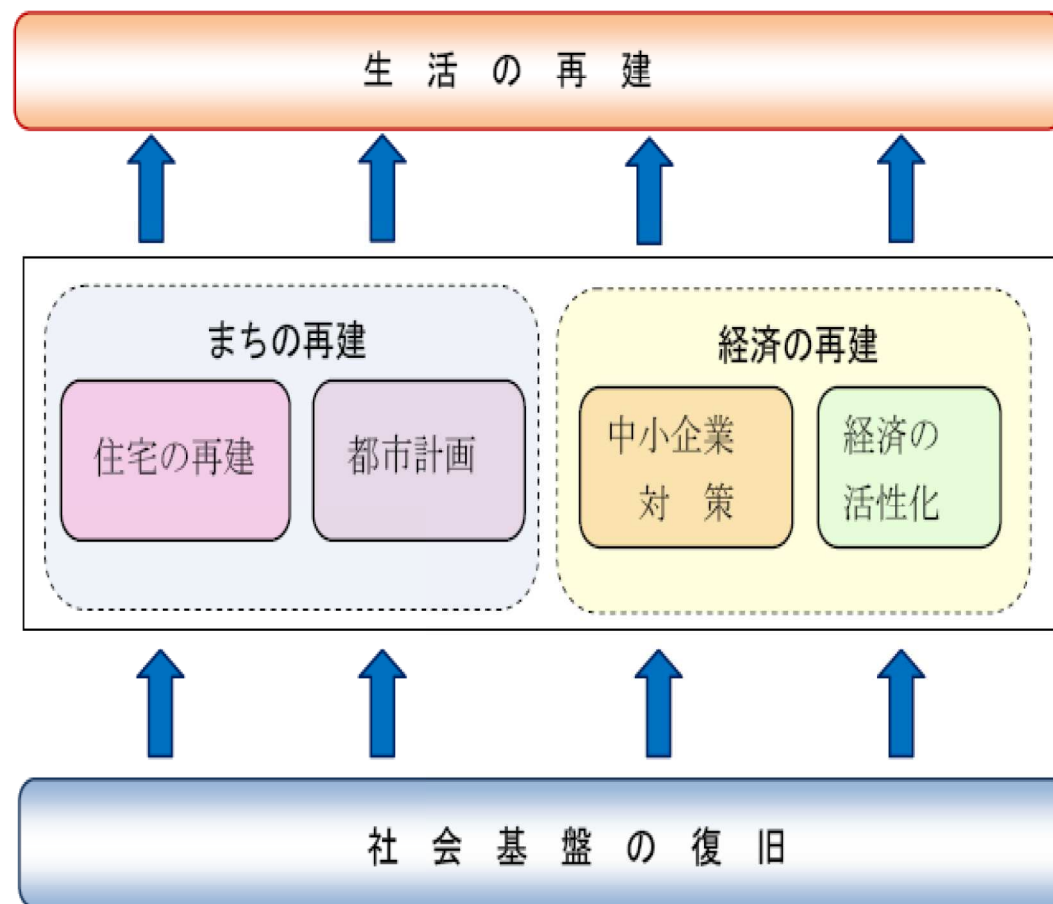 生活の再建
まちの再建
住宅の再建
都市計画
経済の再建
中小企業
対策
経済の
活性化
社会基盤の復旧